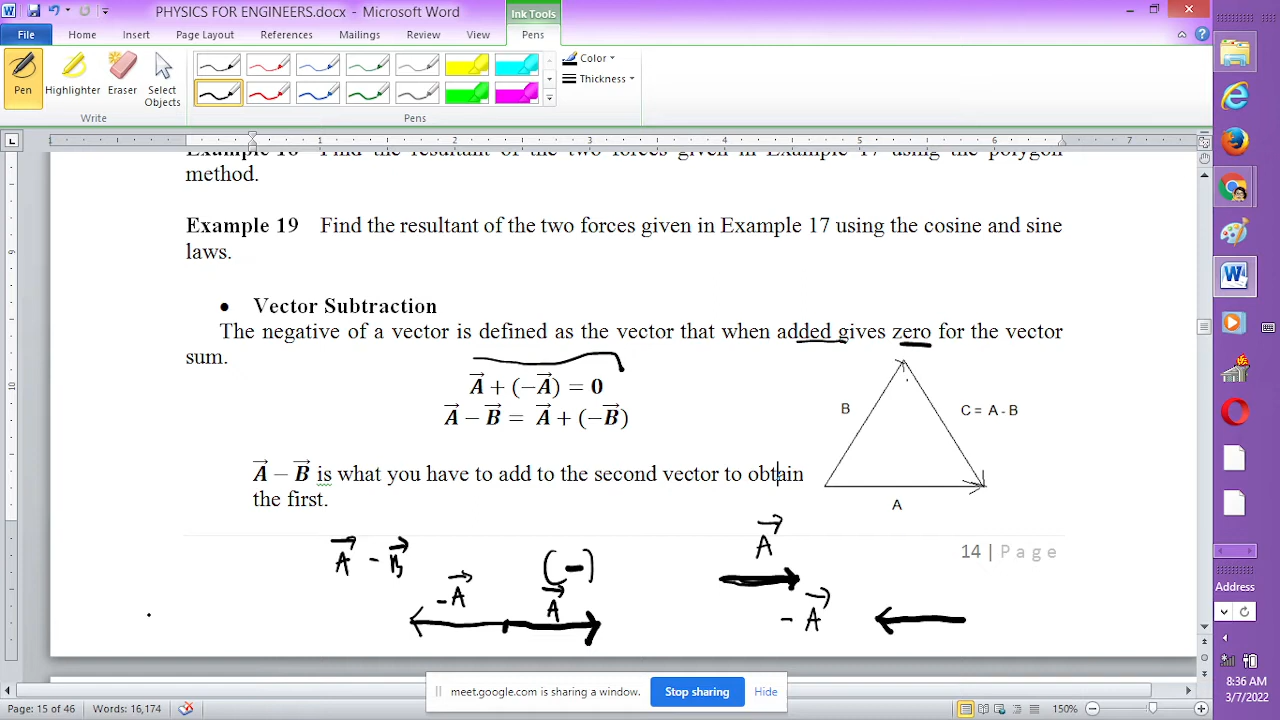 PHYSICS FOR ENGINEERS.docx - Microsoft Word
Ink Tools
File Home Insert Page Layout References Mailings Review View Pens
Pen
Highlighter
Eraser
Select Objects
Color
Thickness
Write
Pens
method.
Example 19 Find the resultant of the two forces given in Example 17 using the cosine and sine
laws.
• Vector Subtraction
The negative of a vector is defined as the vector that when added gives zero for the vector
sum.
A + (−A) = 0
A − B = A + (−B)
B
C = A - B
A
A − B is what you have to add to the second vector to obtain
the first.
14 | Page
A - B
(-)
A
-A
A
-A
Address
meet.google.com is sharing a window.
Stop sharing
Hide
8:36 AM
3/7/2022
Page: 15 of 46
Words: 16,174
150%